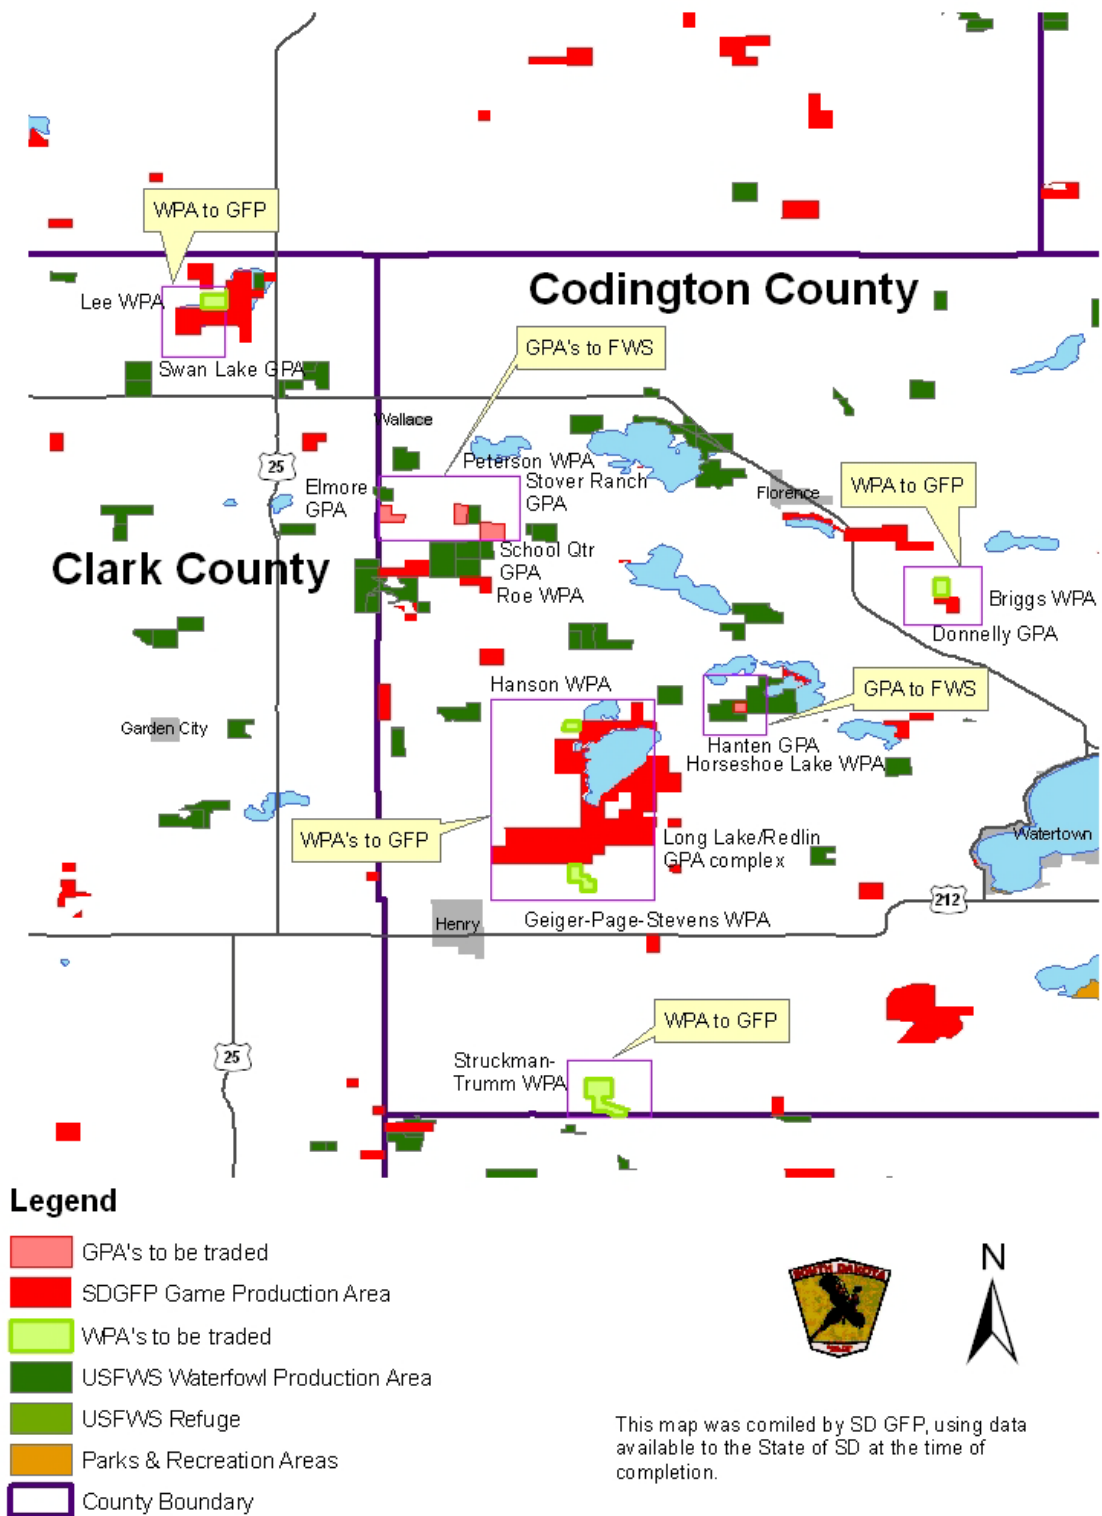 WPA to GFP
Codington County
Lee WPA
GPA's to FWS
Swan Lake GPA
Wallace
25
Peterson WPA
Elmore
GPA
Stover Ranch
GPA
WPA to GFP
Florence
Clark County
School Qtr
GPA
Roe WPA
Briggs WPA
Donnelly GPA
Hanson WPA
GPA to FWS
Garden City
Hanten GPA
Horseshoe Lake WPA
WPA's to GFP
Long Lake/Redlin
GPA complex
Watertown
212
Henry
Geiger-Page-Stevens WPA
WPA to GFP
25
Struckman-
Trumm WPA
Legend
GPA's to be traded
SDGFP Game Production Area
WPA's to be traded
USFWS Waterfowl Production Area
USFWS Refuge
Parks & Recreation Areas
County Boundary
SOUTH DAKOTA
N
This map was comiled by SD GFP, using data
available to the State of SD at the time of
completion.